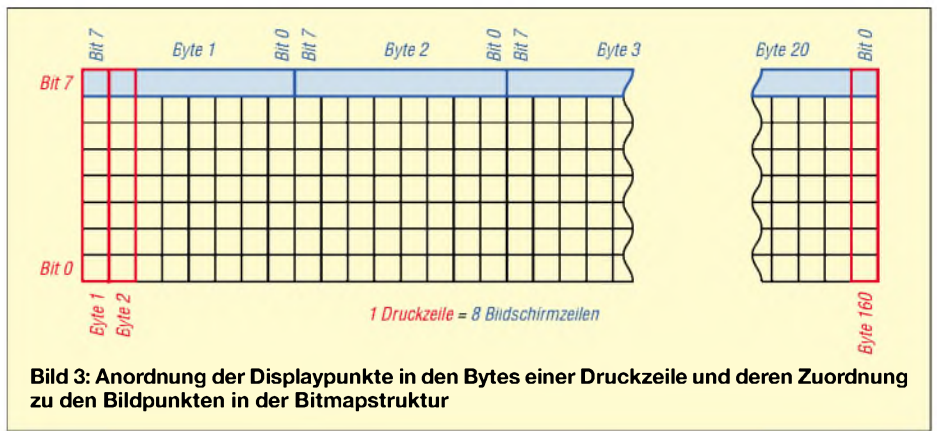 Bit 7 Byte 1 Bit 0 Bit 7 Byte 2 Bit 0 Bit 7 Byte 3 Byte 20 Bit 0
Bit 7
Bit 0
Byte 1 Byte 2 Byte 160
1 Druckzeile = 8 Bildschirmzeilen
Bild 3: Anordnung der Displaypunkte in den Bytes einer Druckzeile und deren Zuordnung
zu den Bildpunkten in der Bitmapstruktur